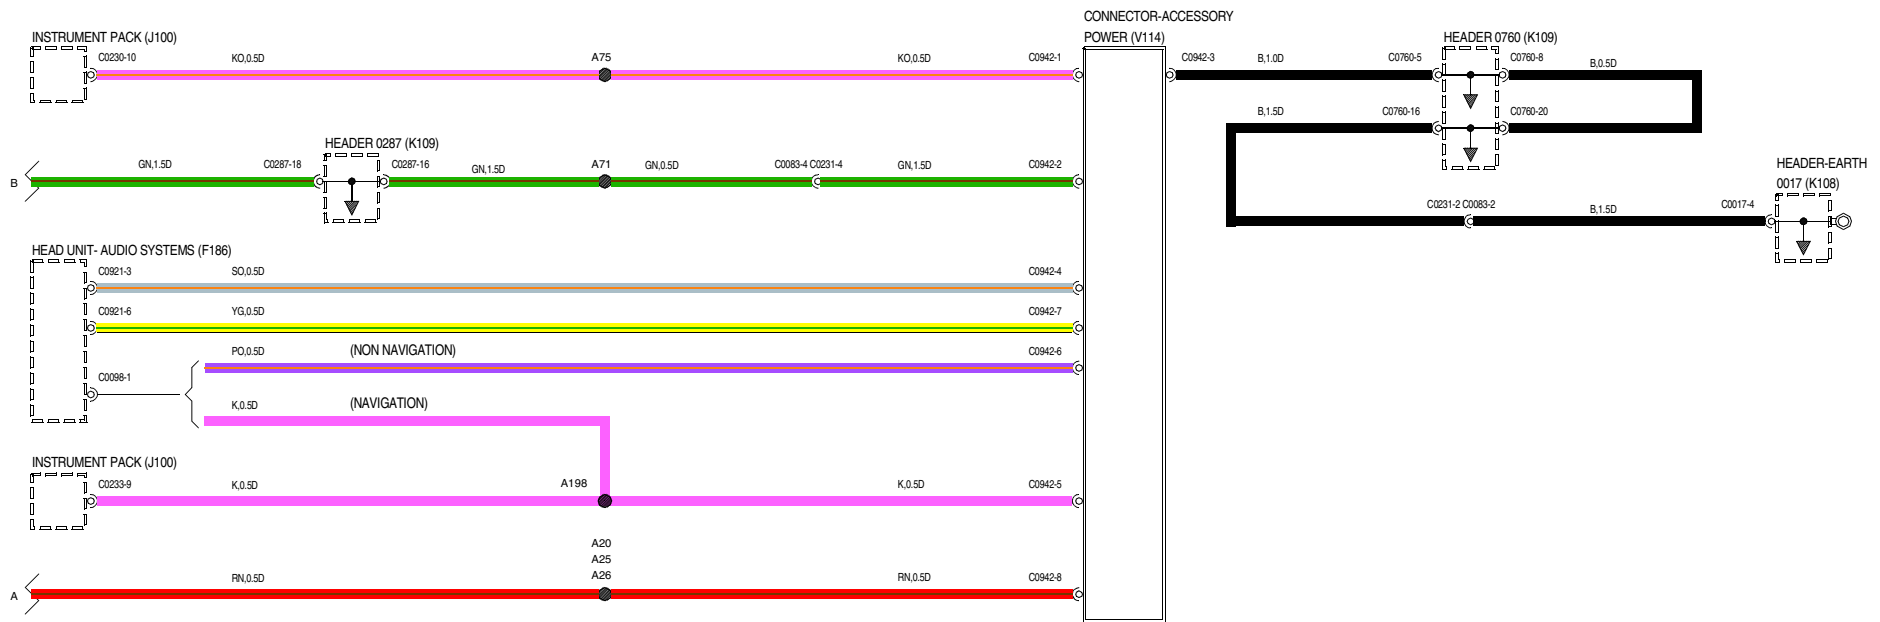 CONNECTOR-ACCESSORY
POWER (V114)
INSTRUMENT PACK (J100)
C0230-10 KO,0.5D A75 KO,0.5D C0942-1
C0942-3 B,1.0D C0760-5
HEADER 0760 (K109)
C0760-8 B,0.5D
B,1.5D C0760-16 C0760-20
HEADER 0287 (K109)
B GN,1.5D C0287-18 C0287-16 GN,1.5D A71 GN,0.5D C0083-4 C0231-4 GN,1.5D C0942-2
HEADER-EARTH
0017 (K108)
C0231-2 C0083-2 B,1.5D C0017-4
HEAD UNIT- AUDIO SYSTEMS (F186)
C0921-3 SO,0.5D C0942-4
C0921-6 YG,0.5D C0942-7
PO,0.5D (NON NAVIGATION) C0942-6
C0098-1
K,0.5D (NAVIGATION)
INSTRUMENT PACK (J100)
C0233-9 K,0.5D A198 K,0.5D C0942-5
A20
A25
A26
A RN,0.5D RN,0.5D C0942-8